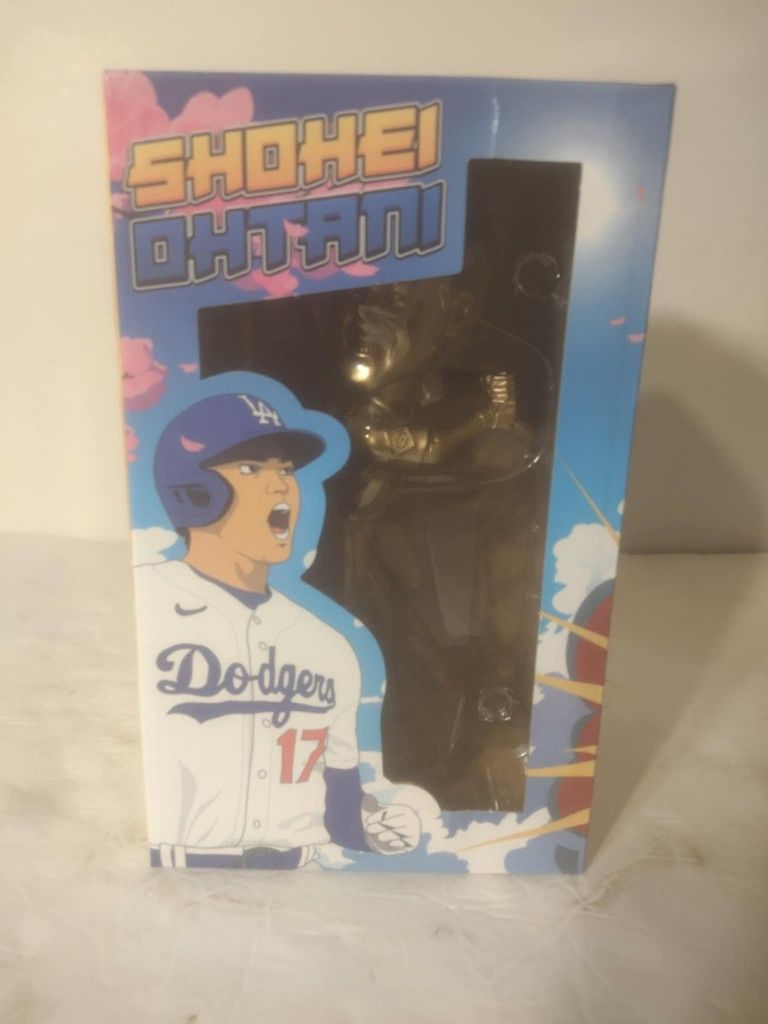 SHOHEI
OHTANI
LA
Dodgers
17